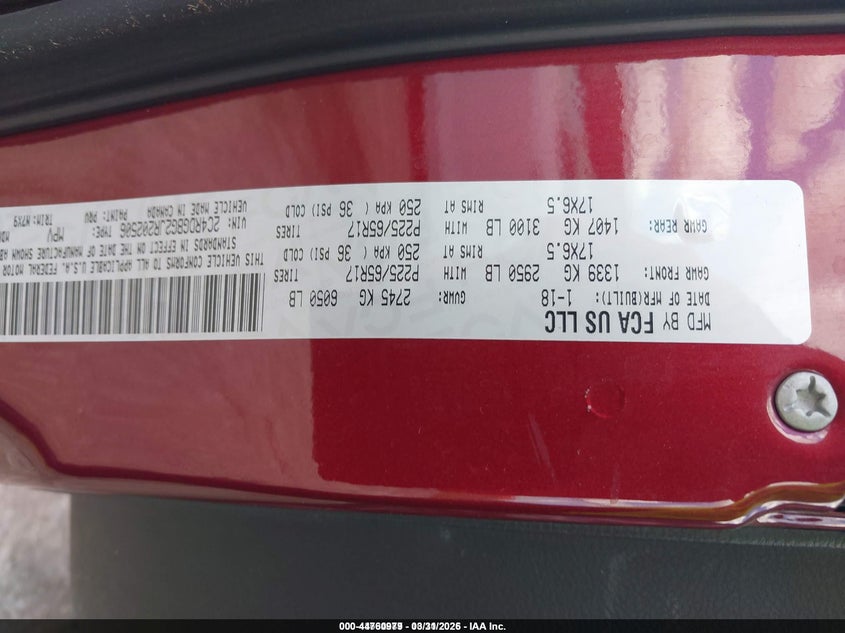 MFD BY FCA US LLC
DATE OF MFR(BUILT): 1-18
GVWR: 2745 KG 6050 LB
GAWR FRONT: 1339 KG 2950 LB
WITH P225/65R17 TIRES
17X6.5 RIMS AT 250 KPA ( 36 PSI) COLD
GAWR REAR: 1407 KG 3100 LB
WITH P225/65R17 TIRES
17X6.5 RIMS AT 250 KPA ( 36 PSI) COLD
THIS VEHICLE CONFORMS TO ALL APPLICABLE U.S.A. FEDERAL MOTOR
STANDARDS IN EFFECT ON THE DATE OF MANUFACTURE SHOWN
VIN: 2C4RDGBG2JR202506 TYPE: MPV
VEHICLE MADE IN CANADA PAINT: PRV TRIM: N7X9
IAA Inc.